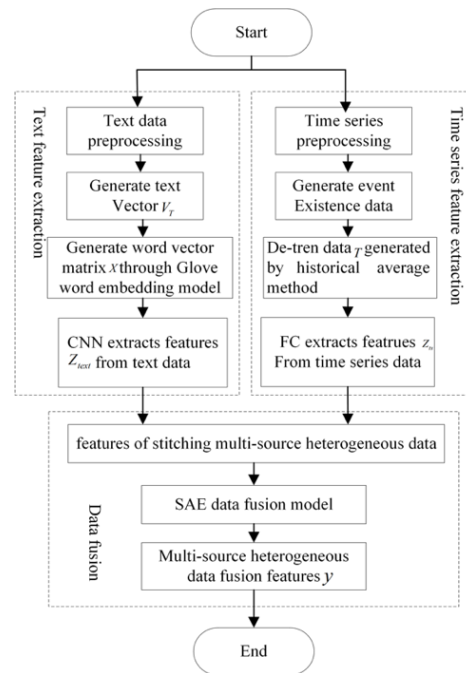 Start
Text feature extraction
Text data
preprocessing
Generate text
Vector V_T
Generate word vector
matrix X through Glove
word embedding model
CNN extracts features
Z_text from text data
Time series feature extraction
Time series
preprocessing
Generate event
Existence data
De-tren data T generated
by historical average
method
FC extracts featrues Z_ts
From time series data
Data fusion
features of stitching multi-source heterogeneous data
SAE data fusion model
Multi-source heterogeneous
data fusion features y
End